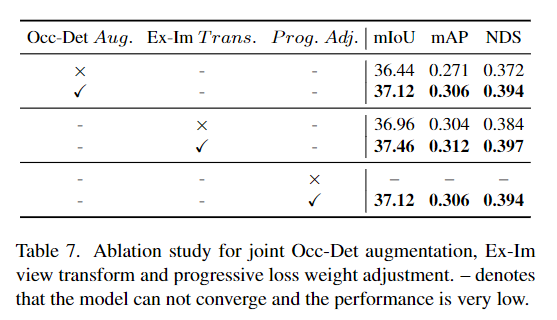 Occ-Det Aug. Ex-Im Trans. Prog. Adj. mIoU mAP NDS
× - - 36.44 0.271 0.372
✓ - - 37.12 0.306 0.394
- × - 36.96 0.304 0.384
- ✓ - 37.46 0.312 0.397
- - × – – –
- - ✓ 37.12 0.306 0.394
Table 7. Ablation study for joint Occ-Det augmentation, Ex-Im
view transform and progressive loss weight adjustment. – denotes
that the model can not converge and the performance is very low.